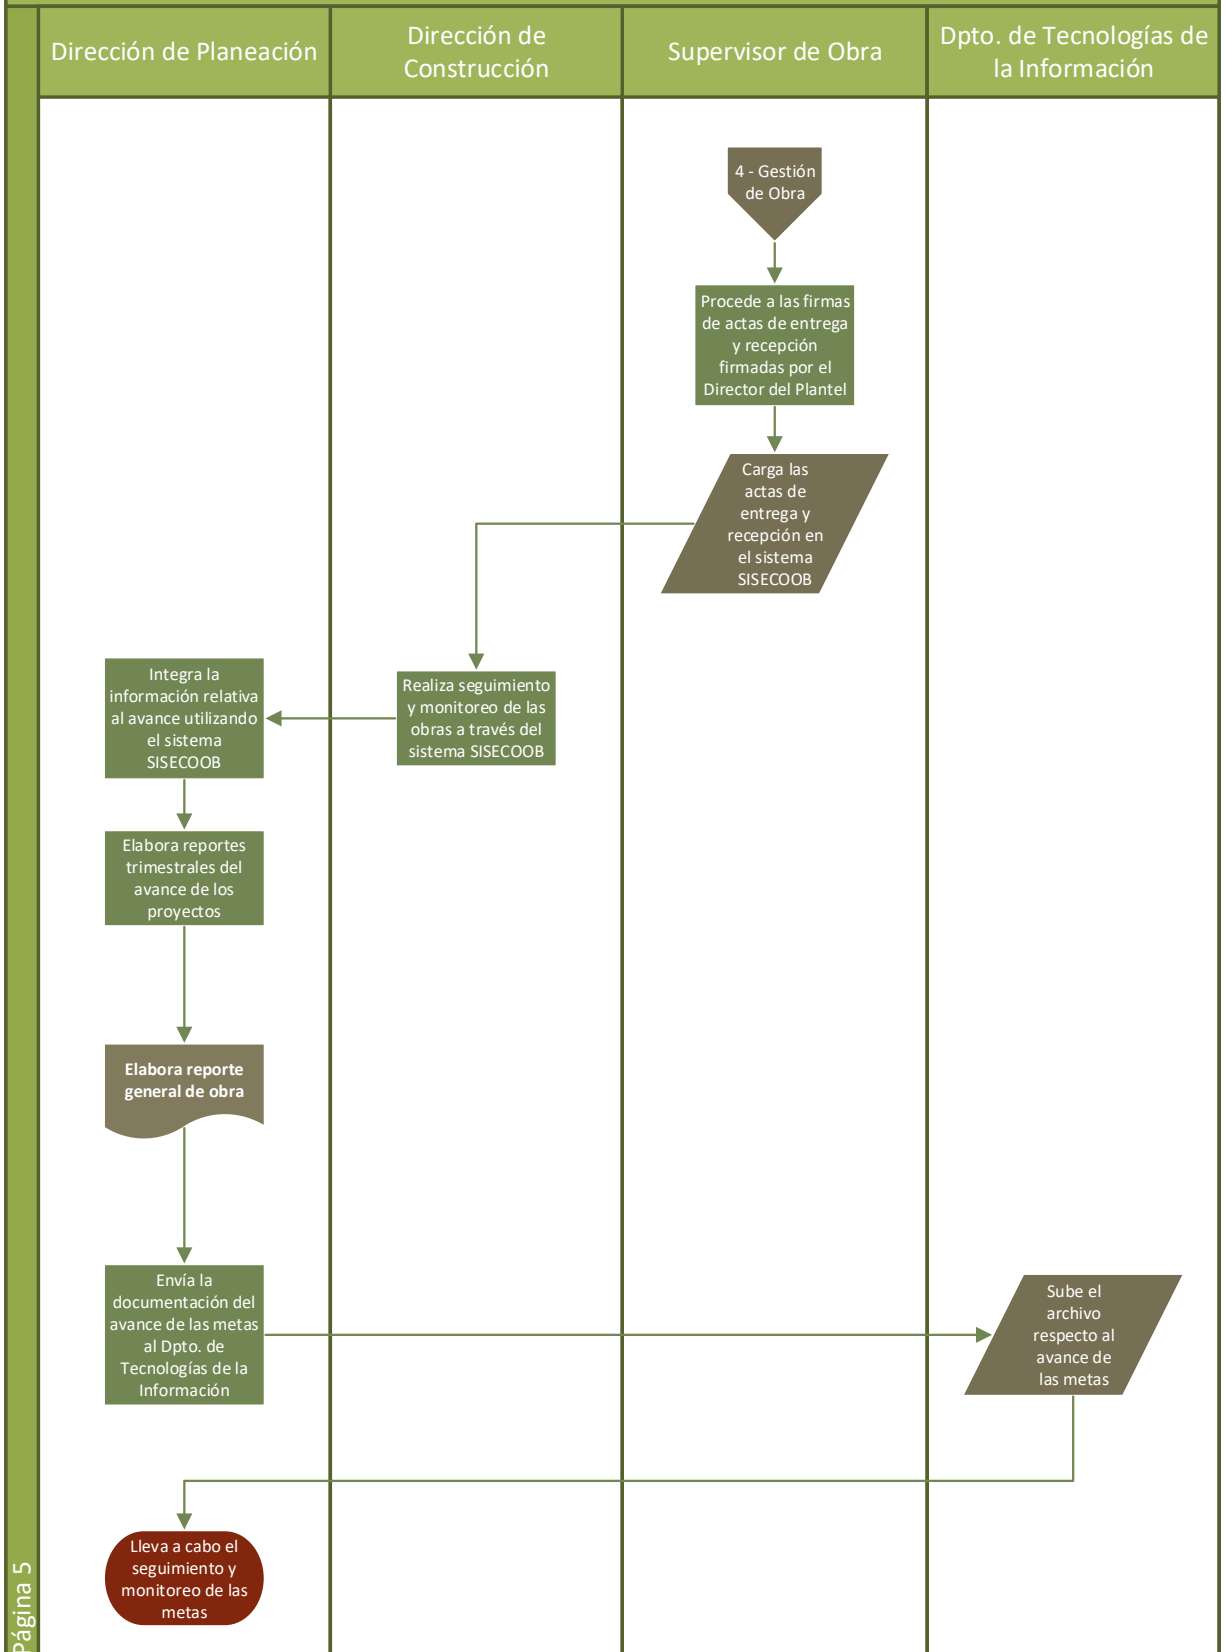 Dirección de Planeación
Dirección de
Construcción
Supervisor de Obra
Dpto. de Tecnologías de
la Información
4 - Gestión
de Obra
Procede a las firmas
de actas de entrega
y recepción
firmadas por el
Director del Plantel
Carga las
actas de
entrega y
recepción en
el sistema
SISECOOB
Realiza seguimiento
y monitoreo de las
obras a través del
sistema SISECOOB
Integra la
información relativa
al avance utilizando
el sistema
SISECOOB
Elabora reportes
trimestrales del
avance de los
proyectos
Elabora reporte
general de obra
Envía la
documentación del
avance de las metas
al Dpto. de
Tecnologías de la
Información
Sube el
archivo
respecto al
avance de
las metas
Lleva a cabo el
seguimiento y
monitoreo de las
metas
Página 5